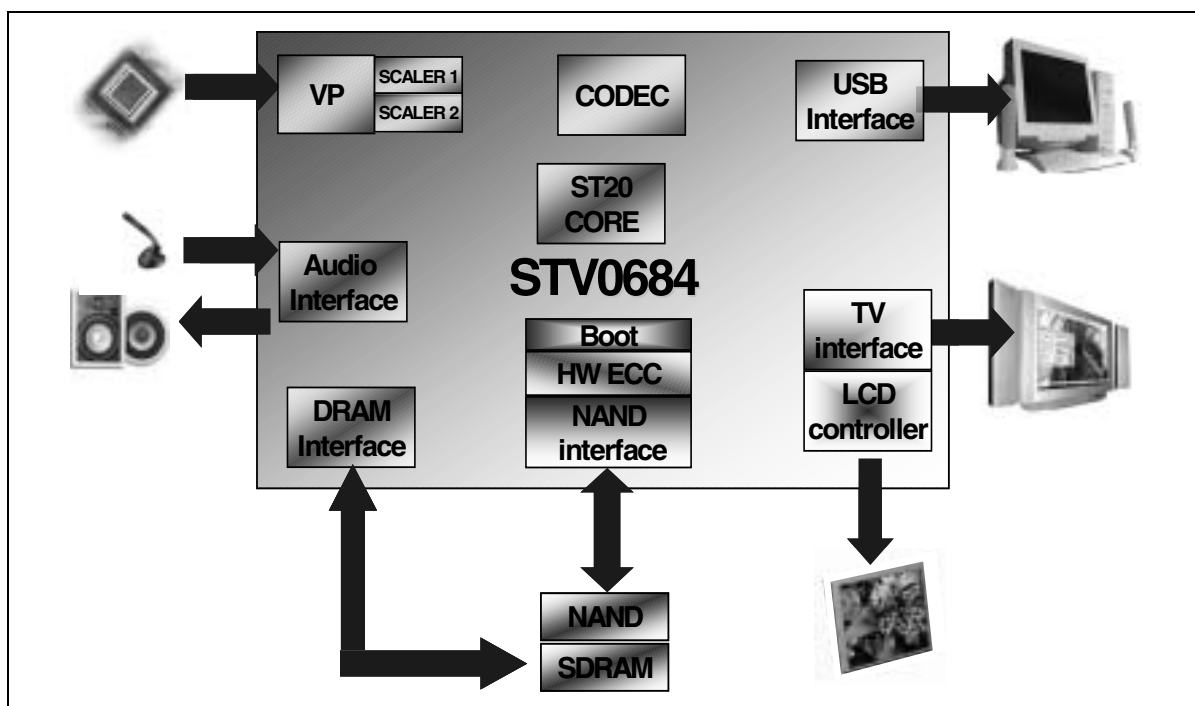 VP
SCALER 1
SCALER 2
CODEC
USB
Interface
ST20
CORE
Audio
Interface
STV0684
TV
interface
Boot
HW ECC
NAND
interface
LCD
controller
DRAM
Interface
NAND
SDRAM